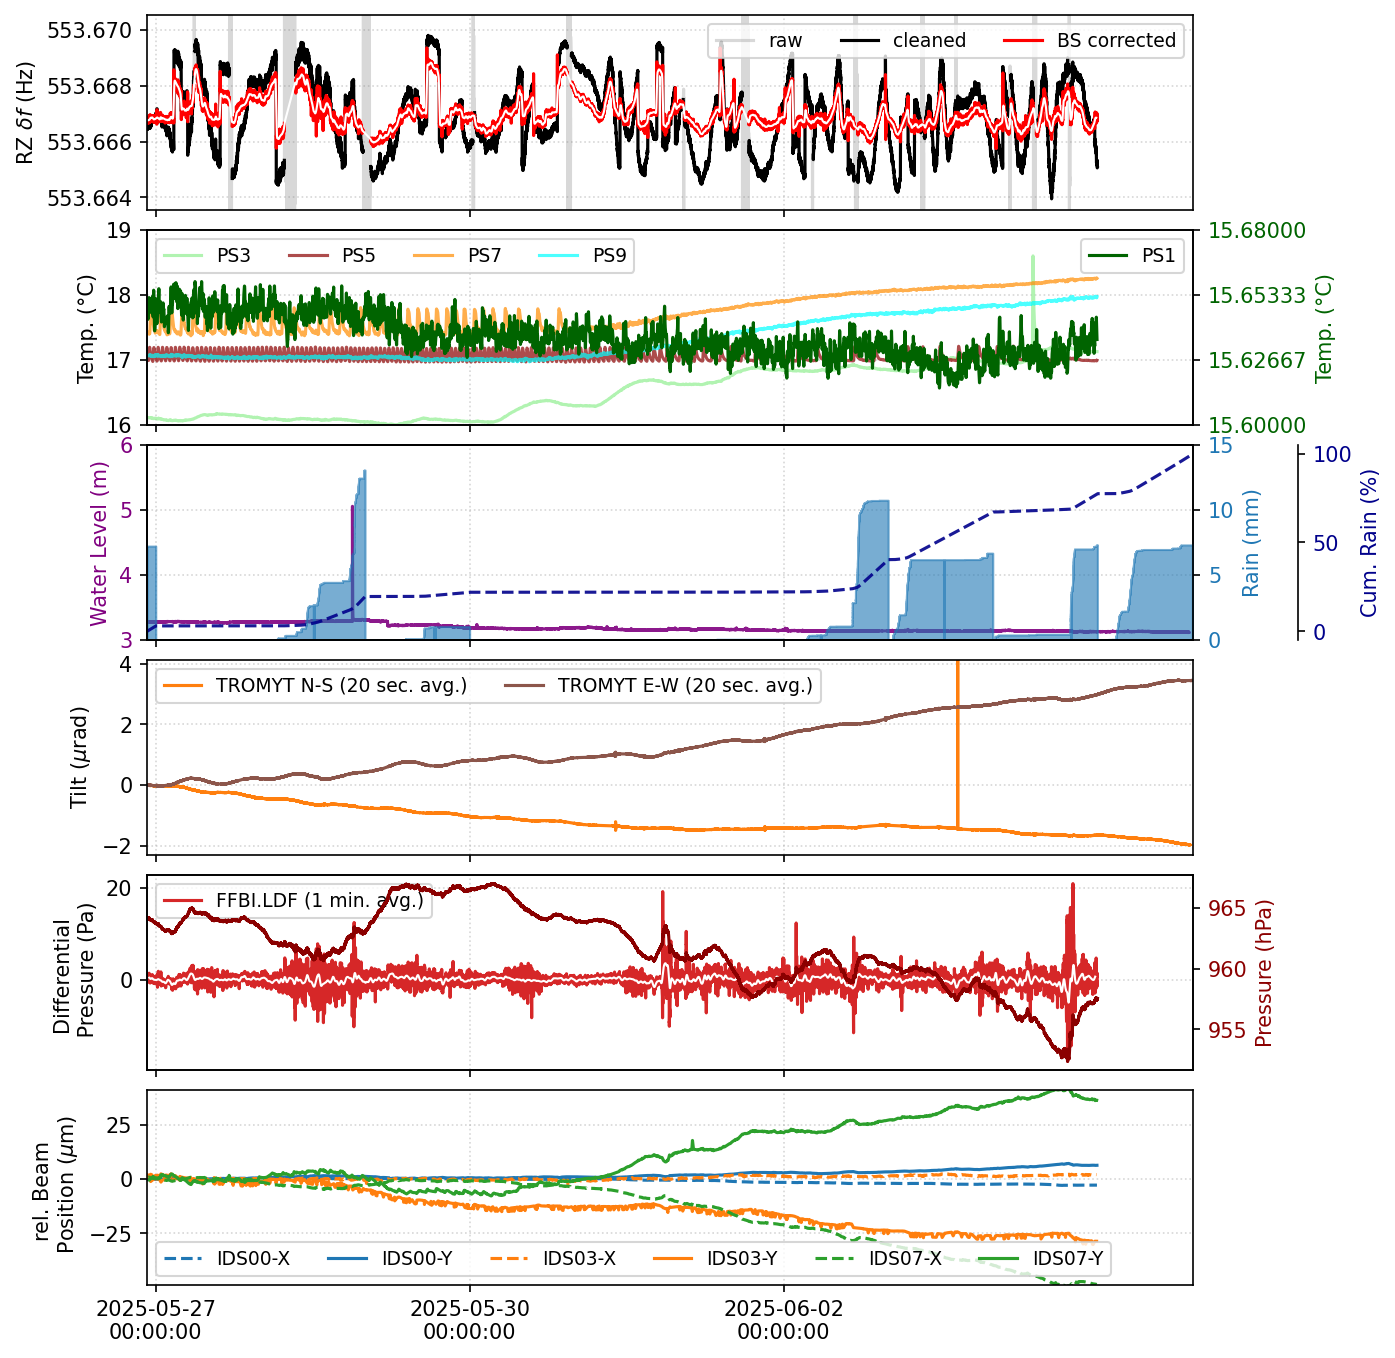 553.670
553.668
553.666
553.664
RZ δf (Hz)
raw
cleaned
BS corrected
19
18
17
16
Temp. (°C)
PS3
PS5
PS7
PS9
PS1
15.68000
15.65333
15.62667
15.60000
Temp. (°C)
6
5
4
3
Water Level (m)
15
10
5
0
Rain (mm)
100
50
0
Cum. Rain (%)
4
2
0
−2
Tilt (μrad)
TROMYT N-S (20 sec. avg.)
TROMYT E-W (20 sec. avg.)
20
0
Differential
Pressure (Pa)
FFBI.LDF (1 min. avg.)
965
960
955
Pressure (hPa)
25
0
−25
rel. Beam
Position (μm)
IDS00-X
IDS00-Y
IDS03-X
IDS03-Y
IDS07-X
IDS07-Y
2025-05-27
00:00:00
2025-05-30
00:00:00
2025-06-02
00:00:00